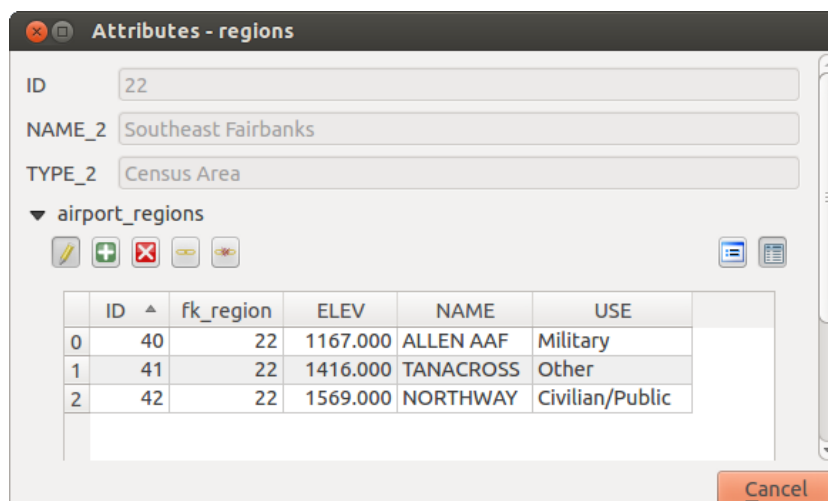 Attributes - regions
ID 22
NAME_2 Southeast Fairbanks
TYPE_2 Census Area
airport_regions
ID fk_region ELEV NAME USE
0 40 22 1167.000 ALLEN AAF Military
1 41 22 1416.000 TANACROSS Other
2 42 22 1569.000 NORTHWAY Civilian/Public
Cancel